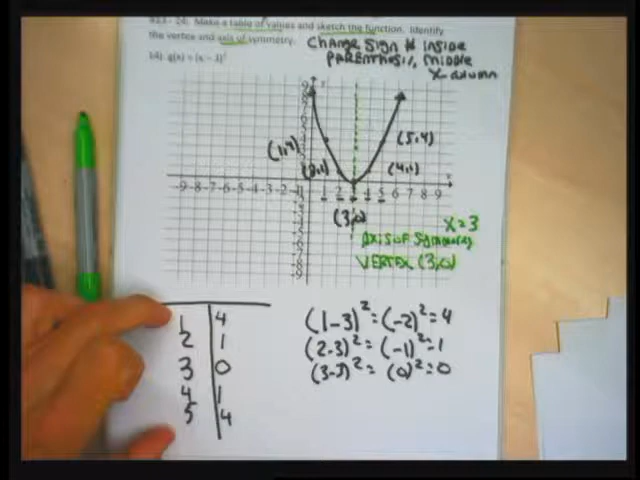 #13 - 24: Make a table of values and sketch the function. Identify
the vertex and axis of symmetry.
Change Sign # inside
PARENTHESIS, middle
X-column
14) g(x) = (x - 3)²
(1,4)
(5,4)
(2,1)
(4,1)
-9 -8 -7 -6 -5 -4 -3 -2 -1 1 2 3 4 5 6 7 8 9
(3,0)
X=3
AXIS OF Symmetry
VERTEX (3,0)
1 4
2 1
3 0
4 1
5 4
(1-3)² = (-2)² = 4
(2-3)² = (-1)² = 1
(3-3)² = (0)² = 0